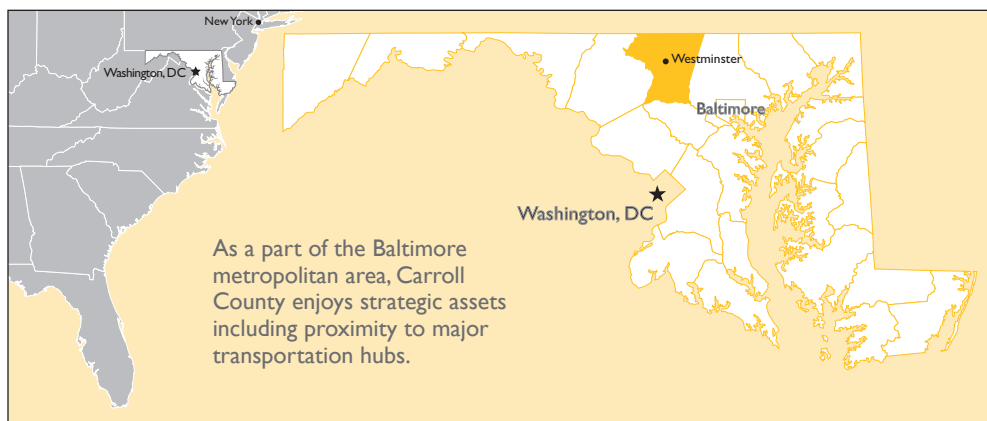 New York
Washington, DC
Westminster
Baltimore
Washington, DC
As a part of the Baltimore
metropolitan area, Carroll
County enjoys strategic assets
including proximity to major
transportation hubs.